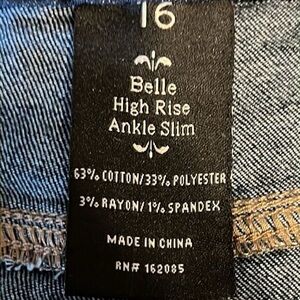 16
Belle
High Rise
Ankle Slim
63% COTTON/33% POLYESTER
3% RAYON/1% SPANDEX
MADE IN CHINA
RN# 162085